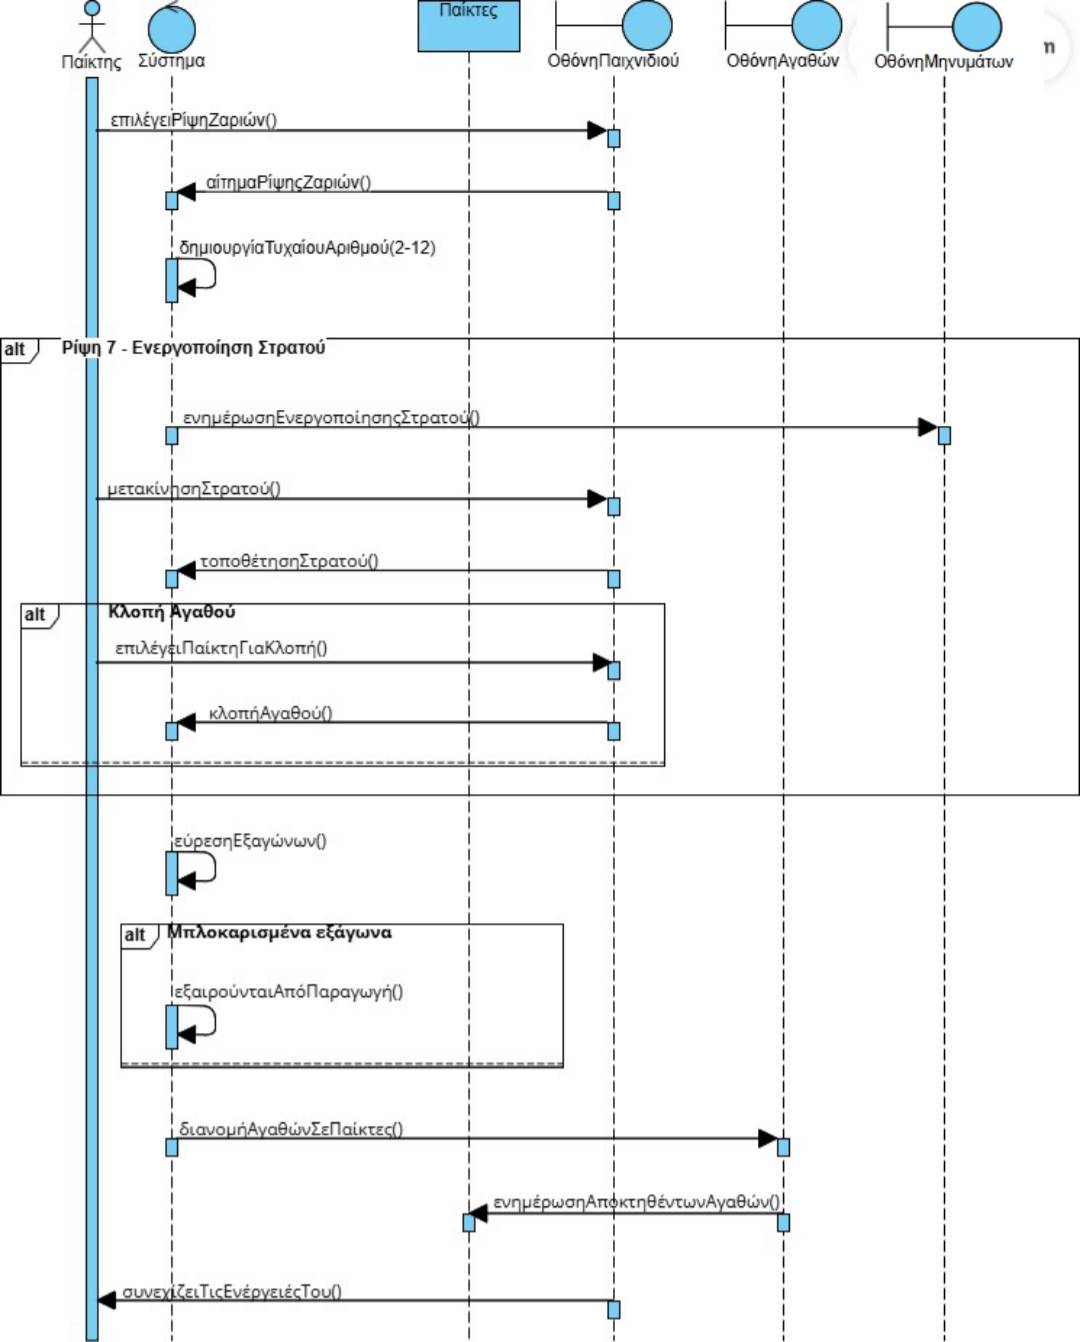 Παίκτης
Σύστημα
Παίκτες
ΟθόνηΠαιχνιδιού
ΟθόνηΑγαθών
ΟθόνηΜηνυμάτων
m
επιλέγειΡίψηΖαριών()
αίτημαΡίψηςΖαριών()
δημιουργίαΤυχαίουΑριθμού(2-12)
alt
Ρίψη 7 - Ενεργοποίηση Στρατού
ενημέρωσηΕνεργοποίησηςΣτρατού()
μετακίνησηΣτρατού()
τοποθέτησηΣτρατού()
alt
Κλοπή Αγαθού
επιλέγειΠαίκτηΓιαΚλοπή()
κλοπήΑγαθού()
εύρεσηΕξαγώνων()
alt
Μπλοκαρισμένα εξάγωνα
εξαιρούνταιΑπόΠαραγωγή()
διανομήΑγαθώνΣεΠαίκτες()
ενημέρωσηΑποκτηθέντωνΑγαθών()
συνεχίζειΤιςΕνέργειέςΤου()